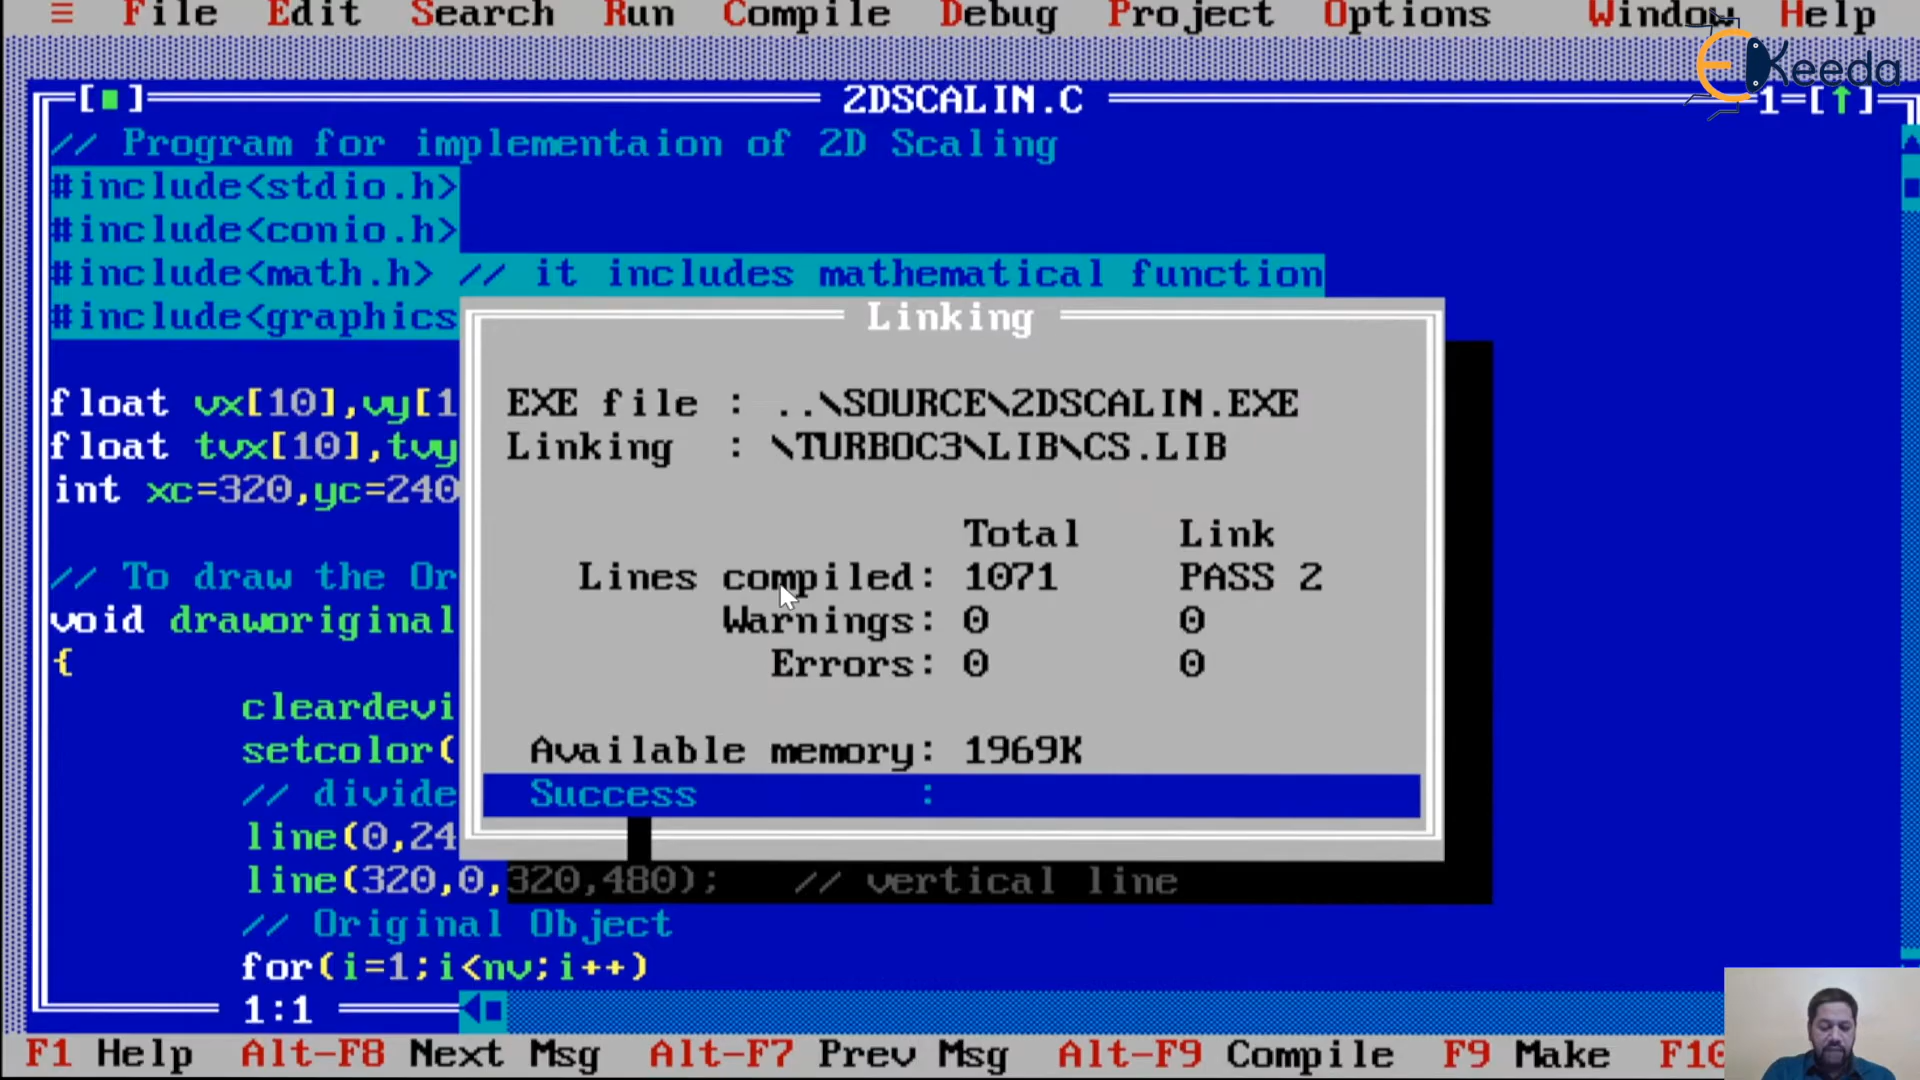 ≡ File Edit Search Run Compile Debug Project Options Window Help
EKeeda
[■] 2DSCALIN.C 1=[↑]
// Program for implementaion of 2D Scaling
#include<stdio.h>
#include<conio.h>
#include<math.h> // it includes mathematical function
#include<graphics
Linking
float vx[10],vy[1
float tvx[10],tvy
int xc=320,yc=240
// To draw the Or
void draworiginal
{
cleardevi
setcolor(
// divide
line(0,24
EXE file : ..\SOURCE\2DSCALIN.EXE
Linking : \TURBOC3\LIB\CS.LIB
Total Link
Lines compiled: 1071 PASS 2
Warnings: 0 0
Errors: 0 0
Available memory: 1969K
Success :
line(320,0,320,480); // vertical line
// Original Object
for(i=1;i<nv;i++)
1:1
F1 Help Alt-F8 Next Msg Alt-F7 Prev Msg Alt-F9 Compile F9 Make F10